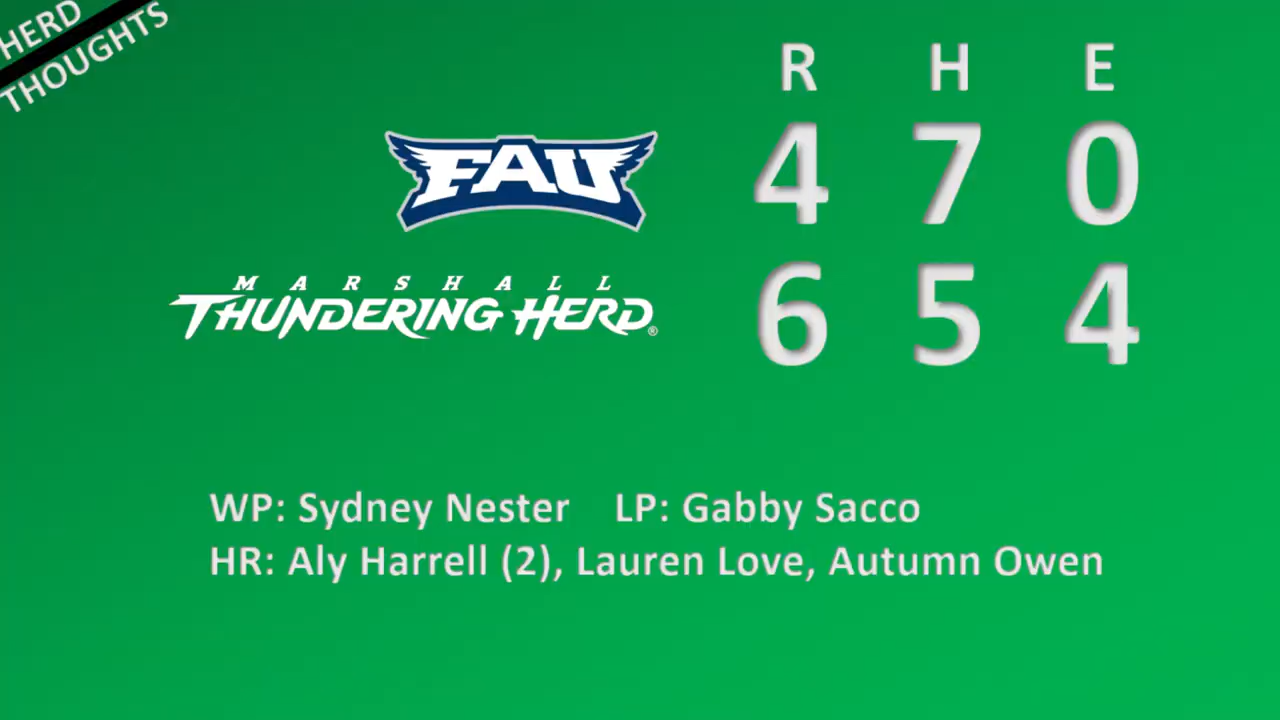 HERD
THOUGHTS
R H E
FAU 4 7 0
MARSHALL
THUNDERING HERD® 6 5 4
WP: Sydney Nester LP: Gabby Sacco
HR: Aly Harrell (2), Lauren Love, Autumn Owen